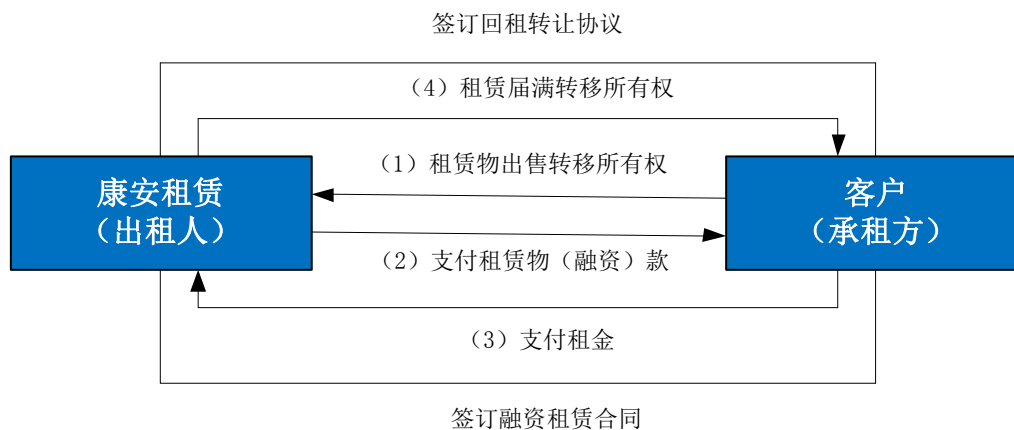 签订回租转让协议
（4）租赁届满转移所有权
（1）租赁物出售转移所有权
康安租赁
（出租人）
客户
（承租方）
（2）支付租赁物（融资）款
（3）支付租金
签订融资租赁合同